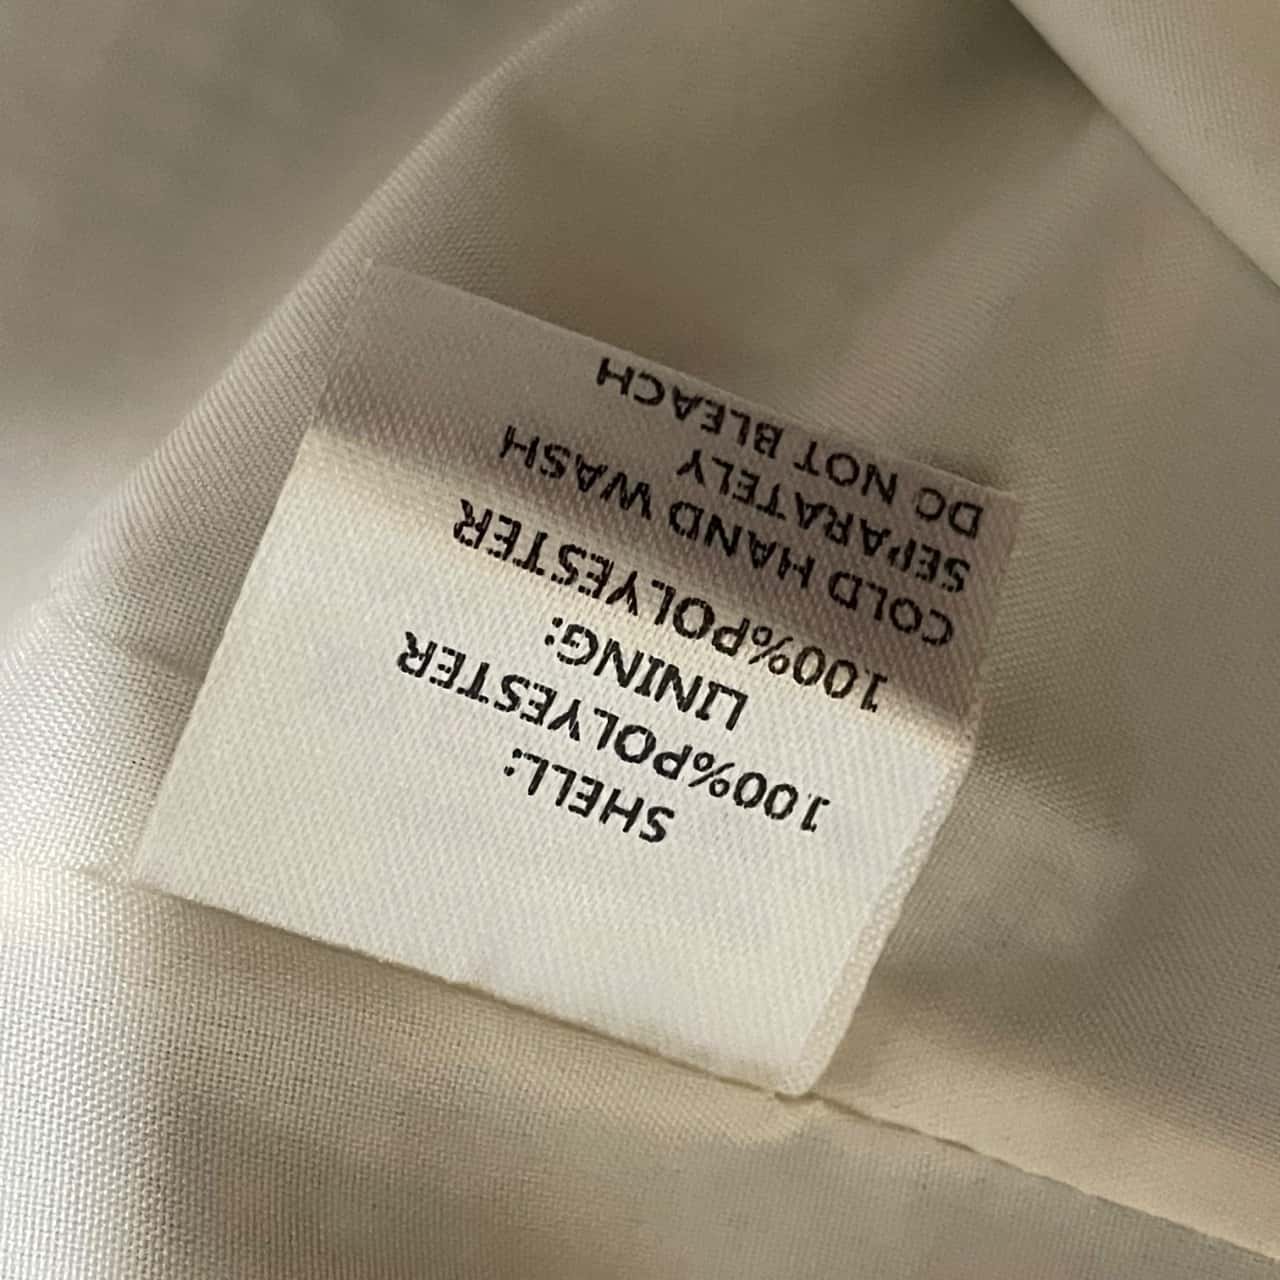 SHELL:
100%POLYESTER
LINING:
100%POLYESTER
COLD HAND WASH
SEPARATELY
DO NOT BLEACH